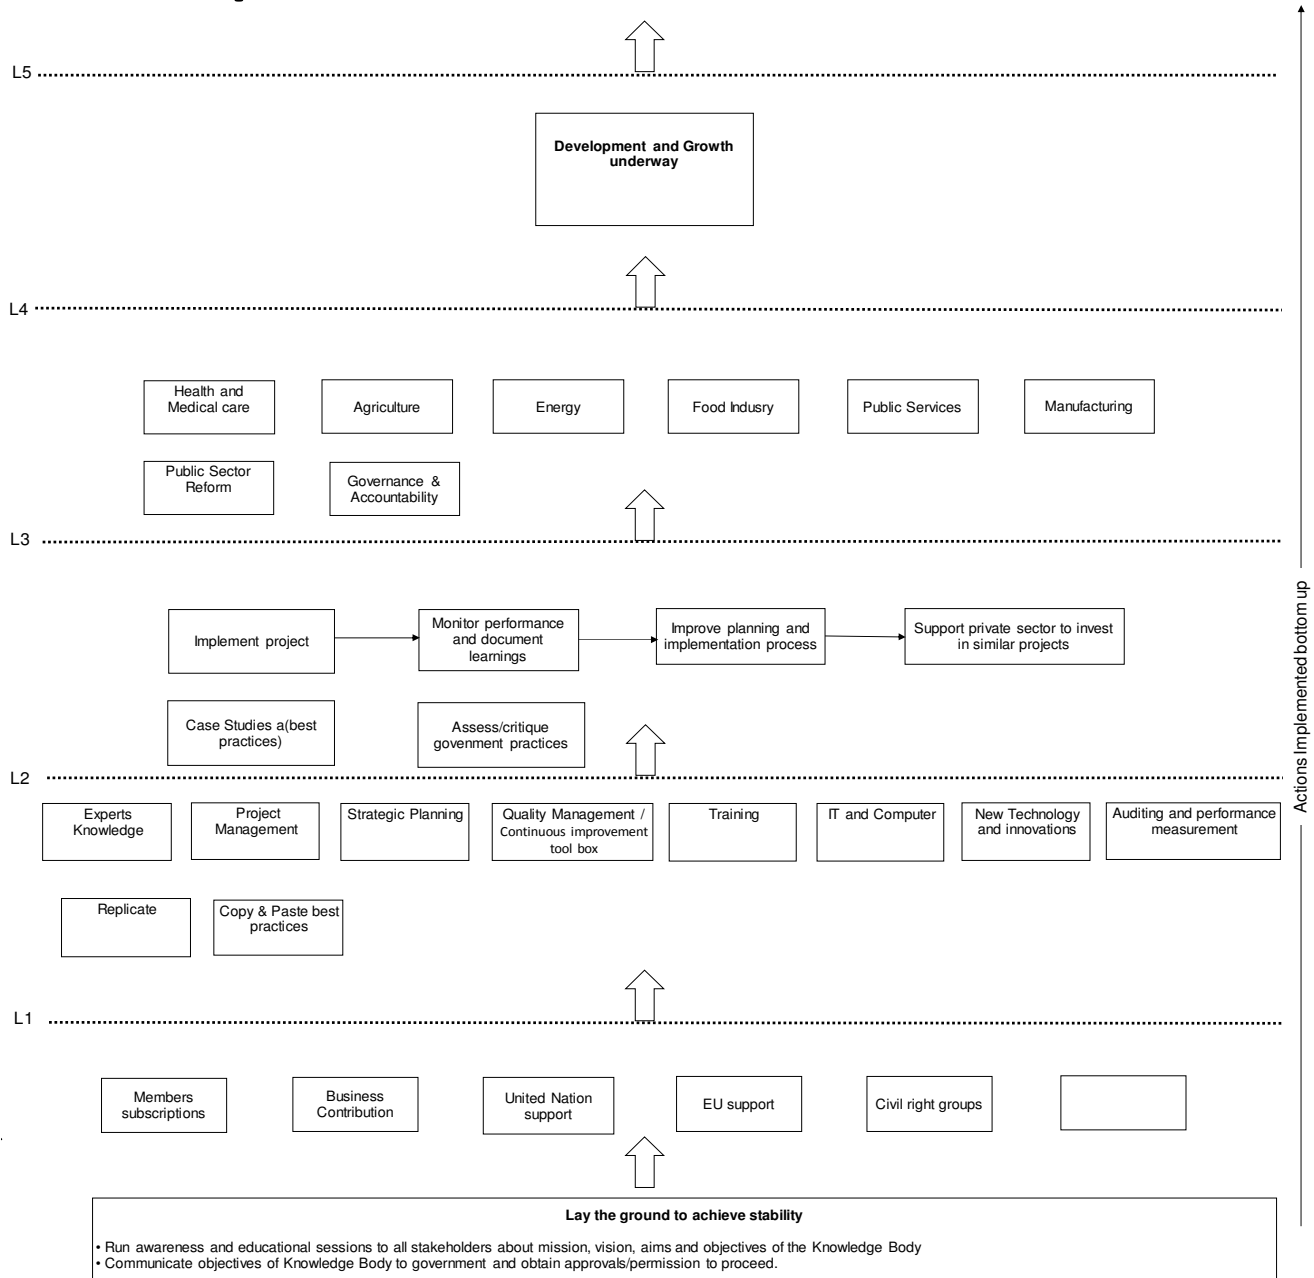 L5
Development and Growth
underway
L4
Health and
Medical care
Agriculture
Energy
Food Indusry
Public Services
Manufacturing
Public Sector
Reform
Governance &
Accountability
L3
Implement project
Monitor performance
and document
learnings
Improve planning and
implementation process
Support private sector to invest
in similar projects
Case Studies a(best
practices)
Assess/critique
govenment practices
L2
Experts
Knowledge
Project
Management
Strategic Planning
Quality Management /
Continuous improvement
tool box
Training
IT and Computer
New Technology
and innovations
Auditing and performance
measurement
Replicate
Copy & Paste best
practices
L1
Members
subscriptions
Business
Contribution
United Nation
support
EU support
Civil right groups
Lay the ground to achieve stability
• Run awareness and educational sessions to all stakeholders about mission, vision, aims and objectives of the Knowledge Body
• Communicate objectives of Knowledge Body to government and obtain approvals/permission to proceed.
Actions Implemented bottom up